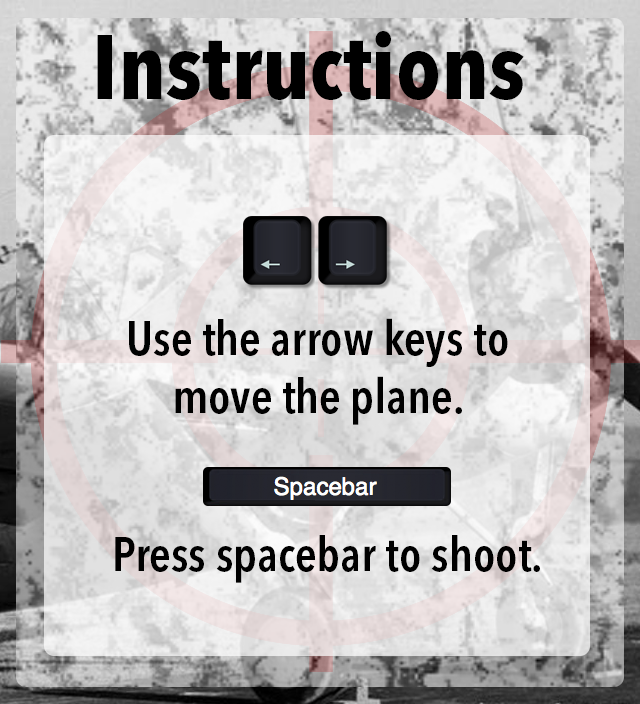 Instructions
← →
Use the arrow keys to
move the plane.
Spacebar
Press spacebar to shoot.